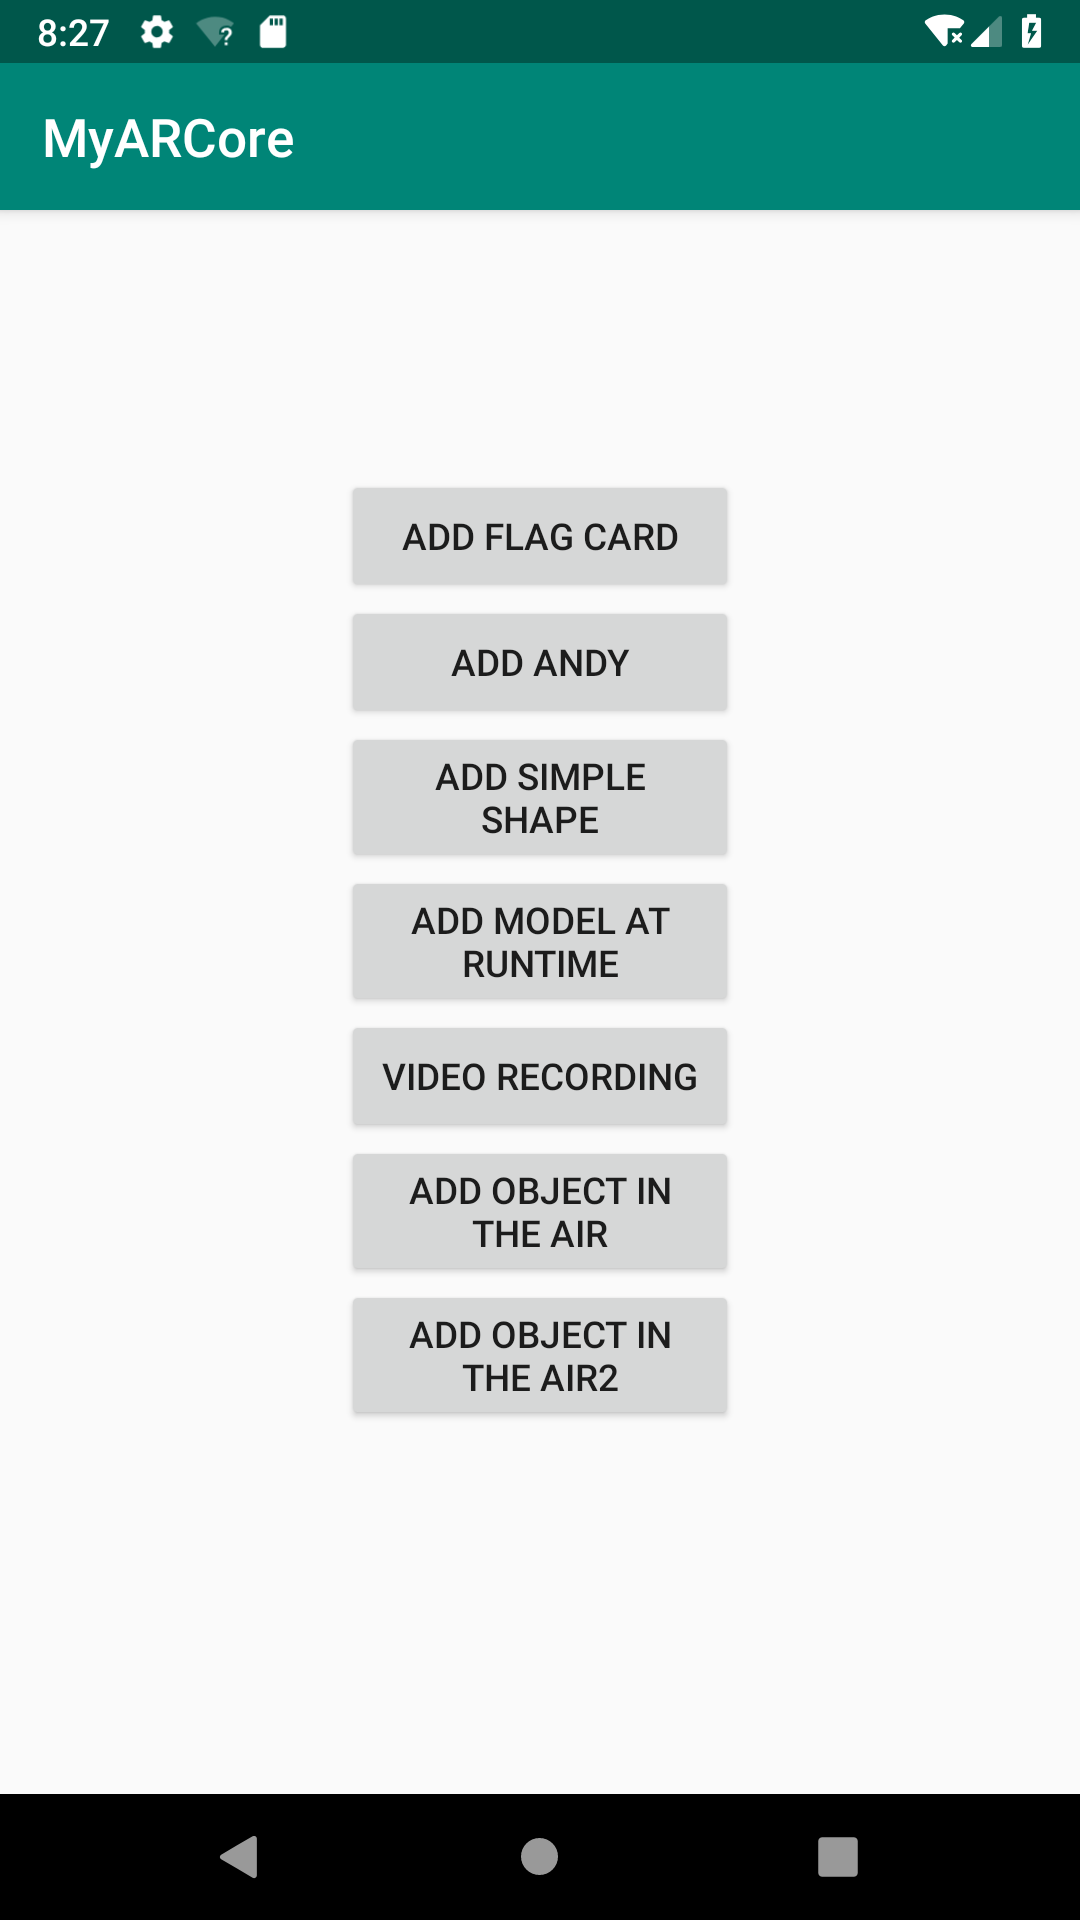 8:27
MyARCore
ADD FLAG CARD
ADD ANDY
ADD SIMPLE
SHAPE
ADD MODEL AT
RUNTIME
VIDEO RECORDING
ADD OBJECT IN
THE AIR
ADD OBJECT IN
THE AIR2